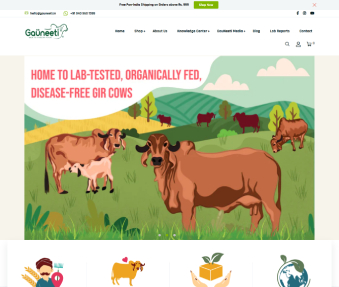 Free Pan-India Shipping on Orders above Rs. 999
Shop Now
hello@gauneeti.in
Gauneeti
Home Shop About Us Knowledge Center Gauneeti Media Blog Lab Reports Contact
0
HOME TO LAB-TESTED, ORGANICALLY FED,
DISEASE-FREE GIR COWS